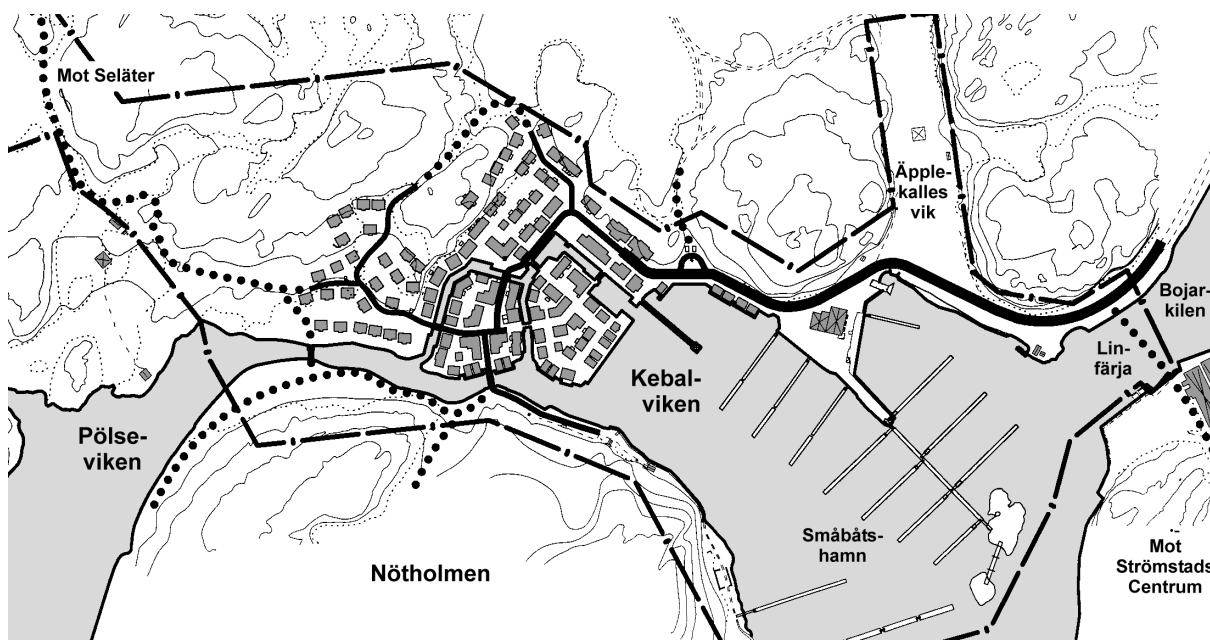 Mot Seläter
Äpple-
kalles
vik
Bojar-
kilen
Lin-
färja
Kebal-
viken
Pölse-
viken
Småbåts-
hamn
Nötholmen
Mot
Strömstads
Centrum